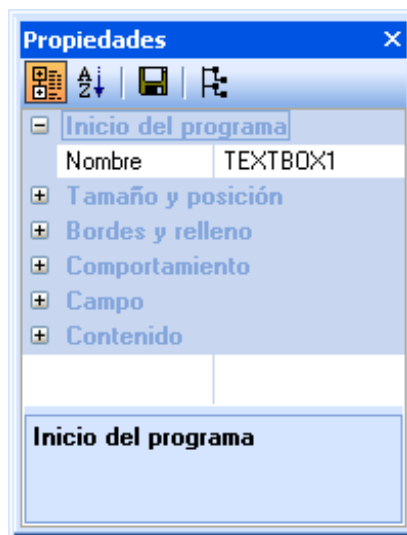 Propiedades
Inicio del programa
Nombre TEXTBOX1
Tamaño y posición
Bordes y relleno
Comportamiento
Campo
Contenido
Inicio del programa